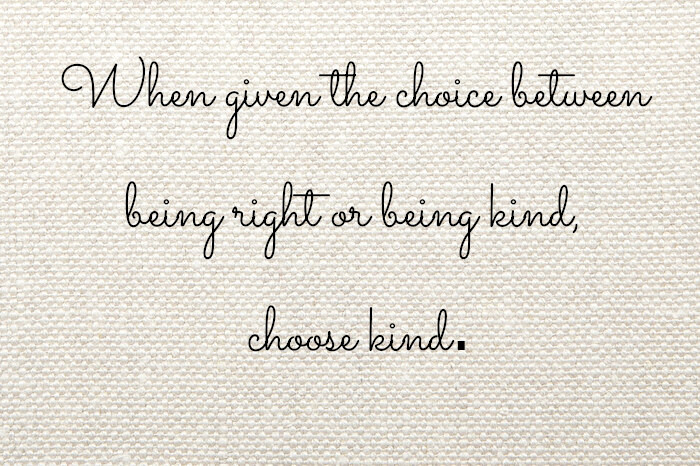 When given the choice between
being right or being kind,
choose kind.